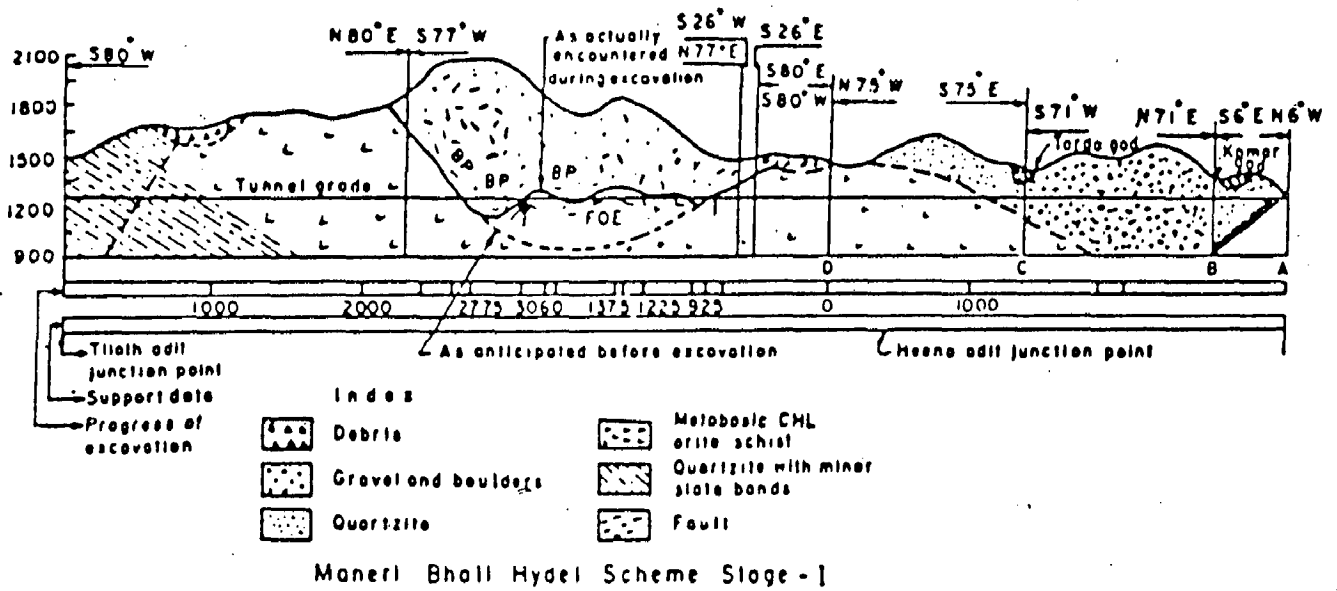 S80°W
N80°E
S77°W
As actually
encountered
during excavation
S26°W
N77°E
S26°E
S80°E
S80°W
N75°W
S75°E
S71°W
Tarda gad
N71°E
S6°E
N6°W
Kamar
gad
2100
1800
1500
1200
900
Tunnel grade
BP
BP
BP
FOE
D
C
B
A
1000
2000
2775
3060
1375
1225
925
0
1000
Tiloth adit
junction point
As anticipated before excavation
Heena adit junction point
Support data
Progress of
excavation
Index
Debris
Gravel and boulders
Quartzite
Metabasic CHL
orite schist
Quartzite with minor
slate bands
Fault
Maneri Bhali Hydel Scheme Stage - I